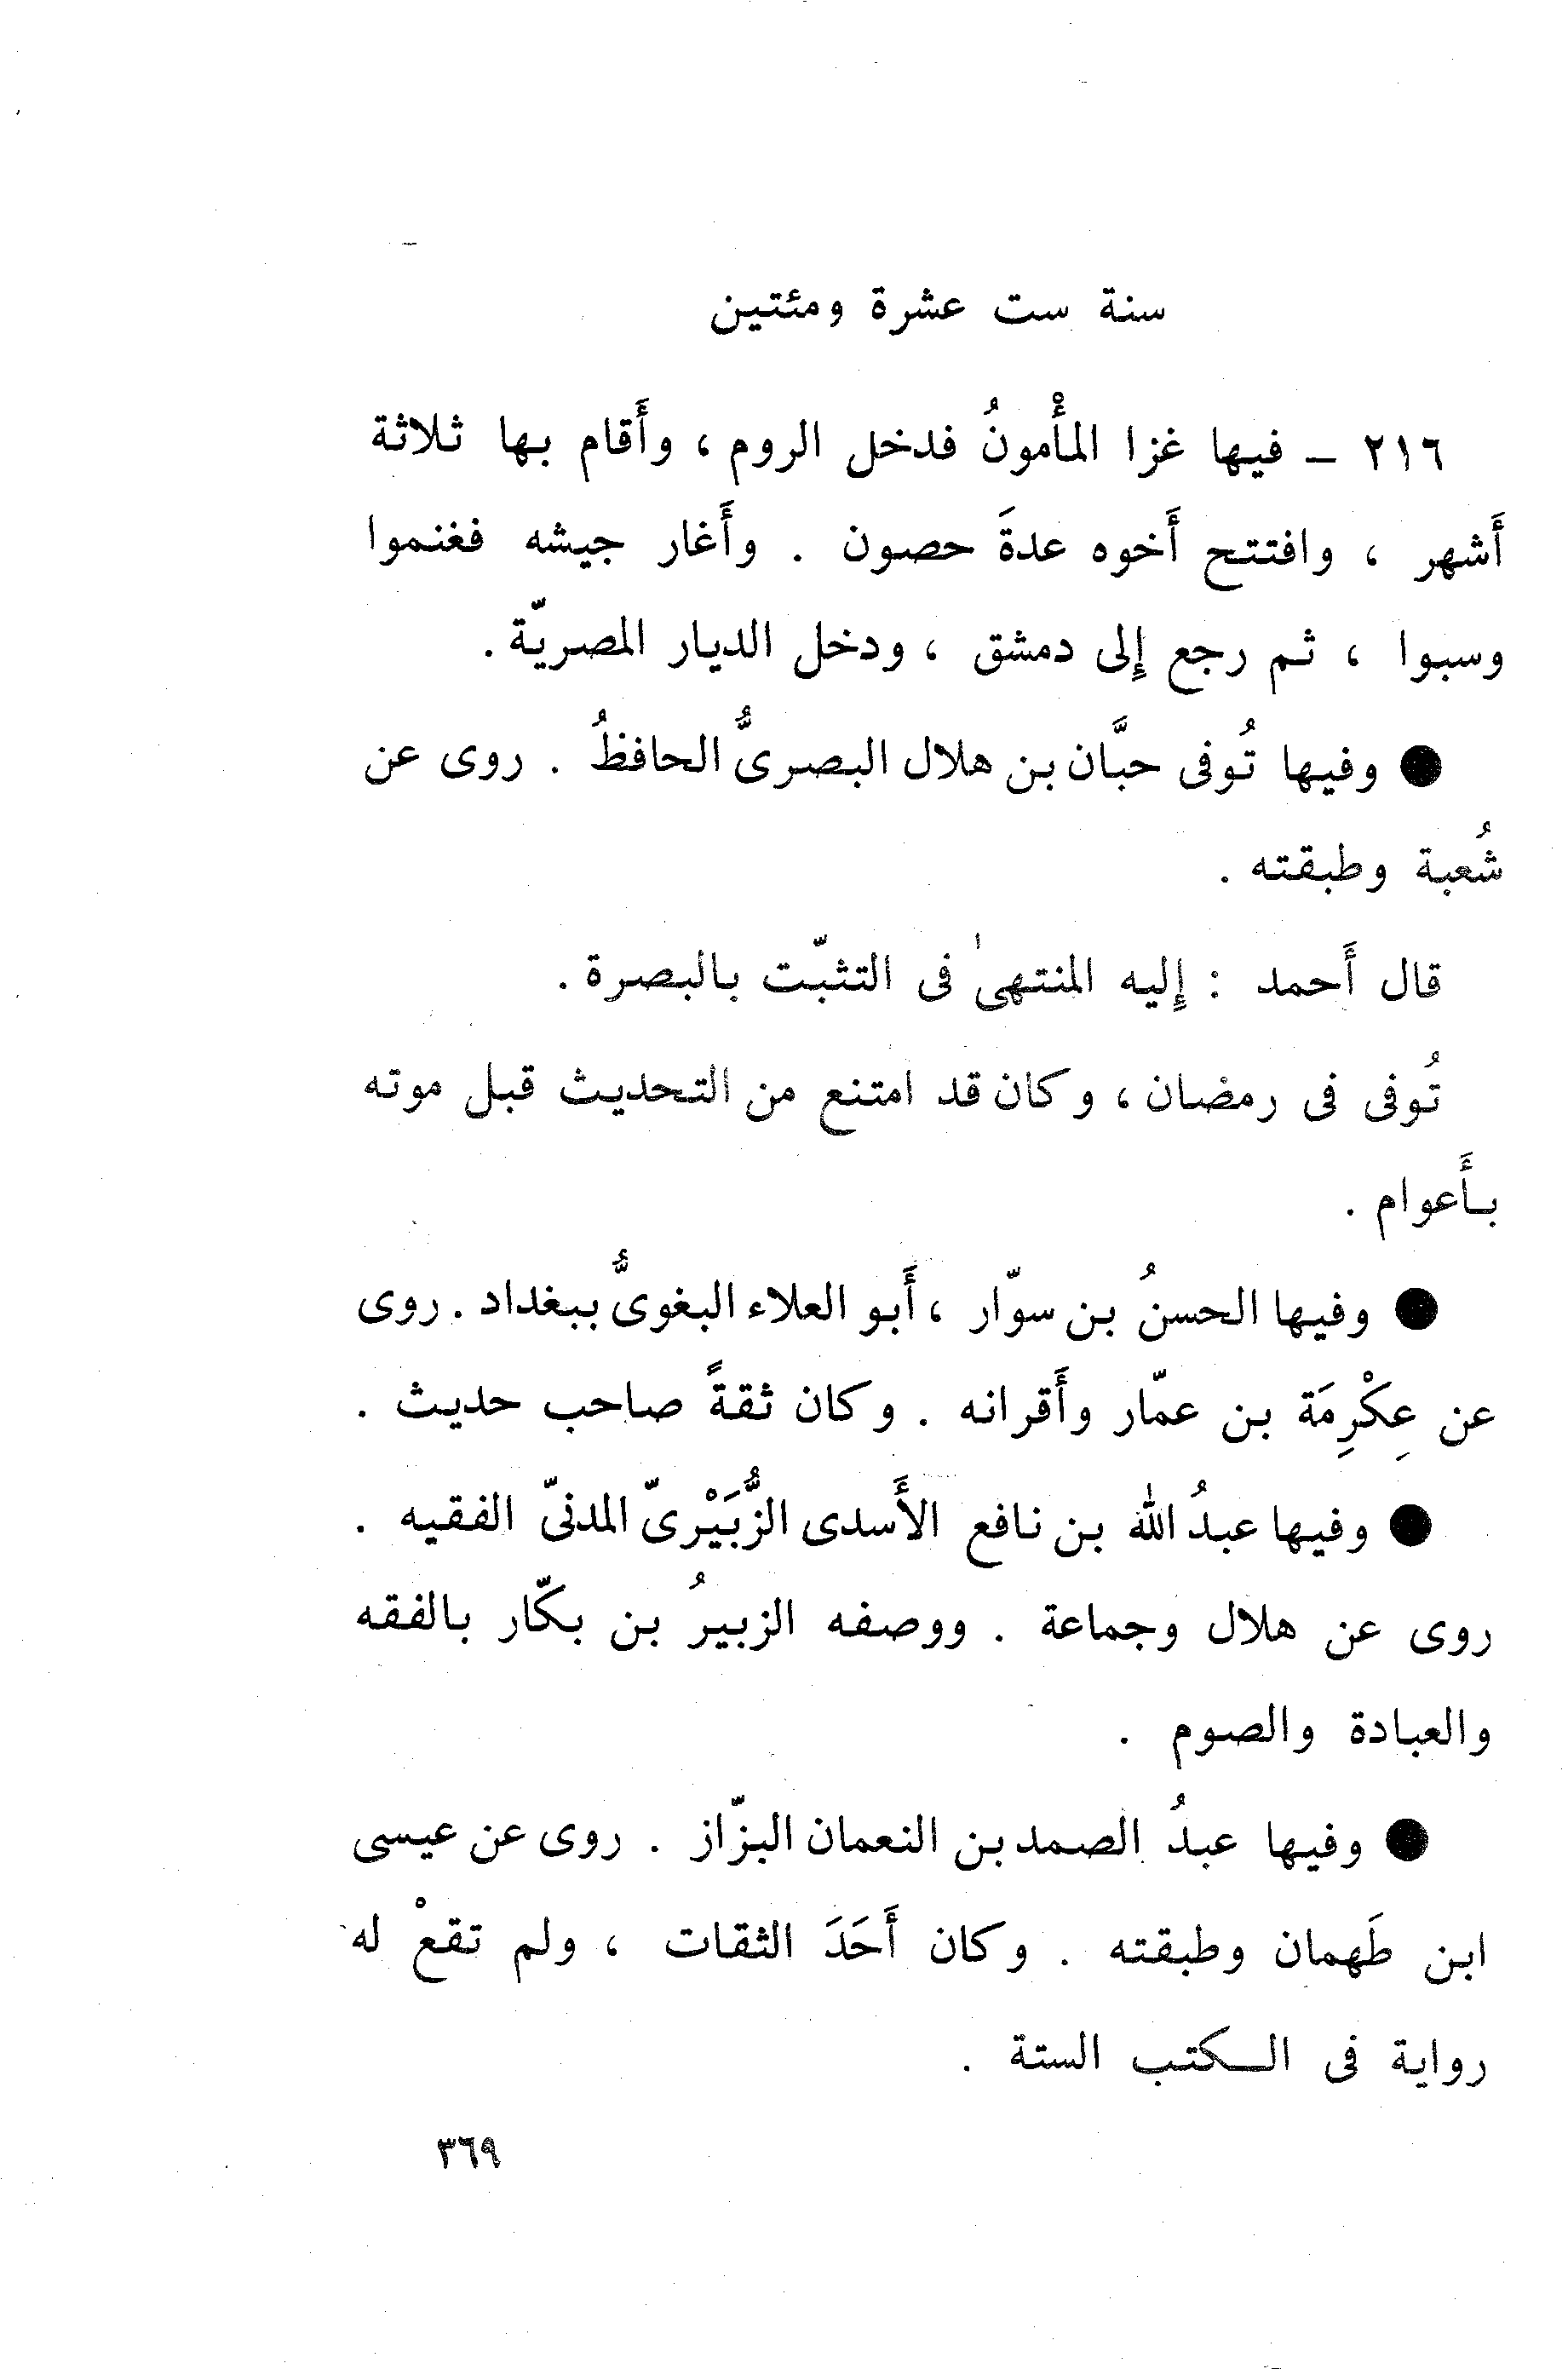 سنة ست عشرة ومئتين
٢١٦ – فيها غزا المأْمونُ فدخل الروم ، وأَقام بها ثلاثة
أَشهر ، وافتتح أَخوه عدةَ حصون . وأَغار جيشه فغنموا
وسبوا ، ثم رجع إِلى دمشق ، ودخل الديار المصريّة .
● وفيها تُوفى حبَّان بن هلال البصرىُّ الحافظُ . روى عن
شُعبة وطبقته .
قال أَحمد : إِليه المنتهىٰ فى التثبّت بالبصرة .
تُوفى فى رمضان ، وكان قد امتنع من التحديث قبل موته
بأَعوام .
● وفيها الحسنُ بن سوّار ، أَبو العلاء البغوىُّ ببغداد . روى
عن عِكْرِمَة بن عمّار وأَقرانه . وكان ثقةً صاحب حديث .
● وفيها عبدُ الله بن نافع الأَسدى الزُّبَيْرىّ المدنىّ الفقيه .
روى عن هلال وجماعة . ووصفه الزبيرُ بن بكّار بالفقه
والعبادة والصوم .
● وفيها عبدُ الصمد بن النعمان البزّاز . روى عن عيسى
ابن طَهمان وطبقته . وكان أَحَدَ الثقات ، ولم تقعْ له
رواية فى الكتب الستة .
٣٦٩